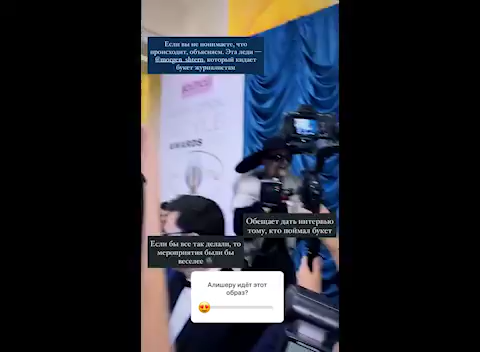 Если вы не понимаете, что
происходит, объясняем. Эта леди —
@morgen_shtern, который кидает
букет журналистам
AWARDS
Обещает дать интервью
тому, кто поймал букет
Если бы все так делали, то
мероприятия были бы
веселее
Алишеру идёт этот
образ?